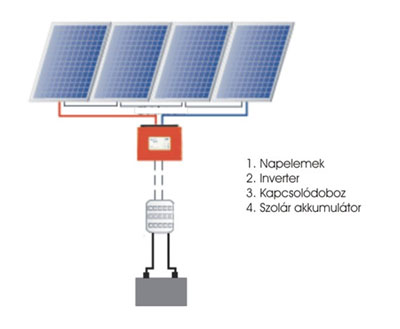 1. Napelemek
2. Inverter
3. Kapcsolódoboz
4. Szolár akkumulátor